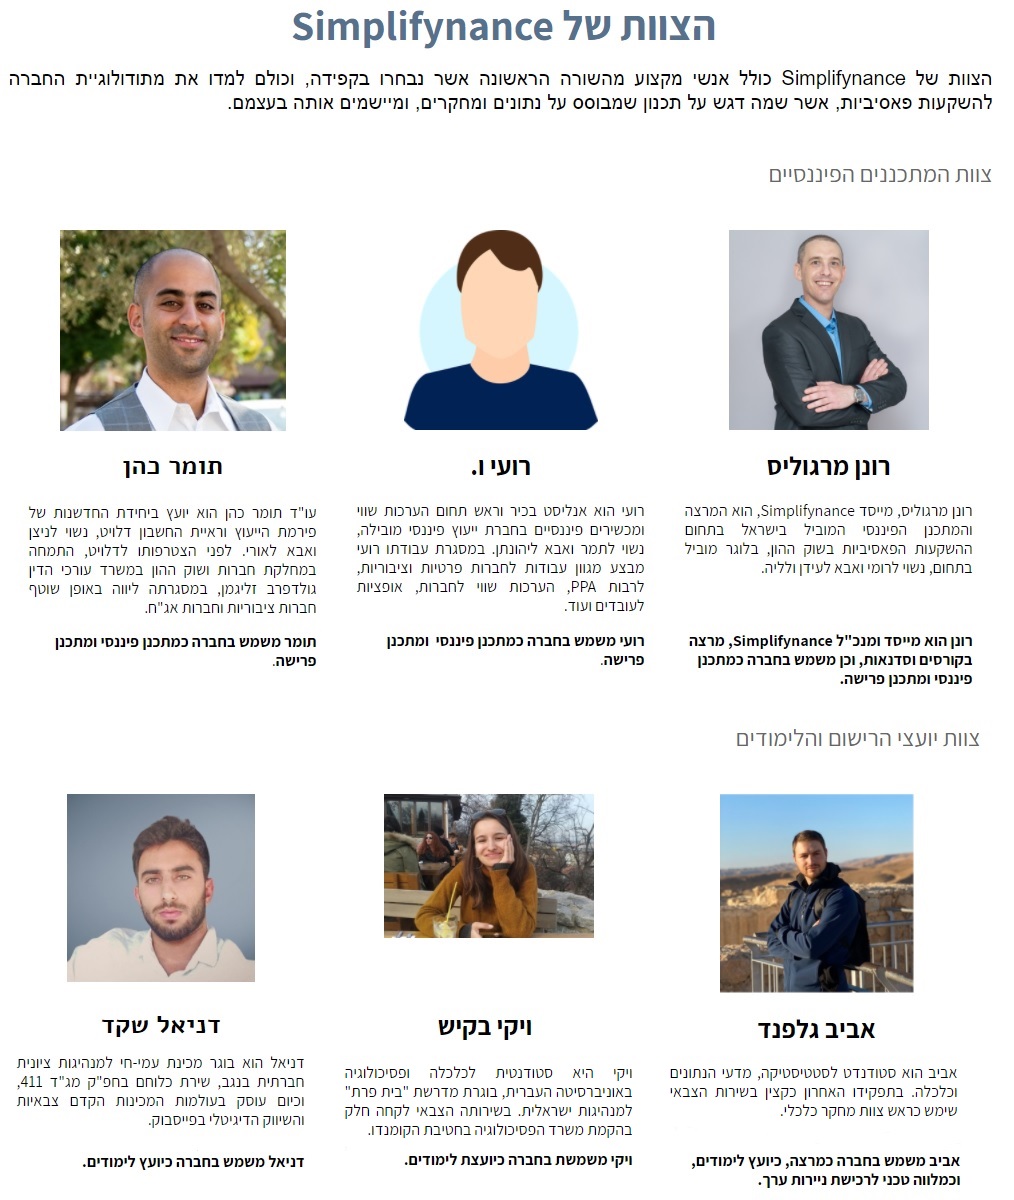 הצוות של Simplifynance
הצוות של Simplifynance כולל אנשי מקצוע מהשורה הראשונה אשר נבחרו בקפידה, וכולם למדו את מתודולוגיית החברה
להשקעות פאסיביות, אשר שמה דגש על תכנון שמבוסס על נתונים ומחקרים, ומיישמים אותה בעצמם.
צוות המתכננים הפיננסיים
רונן מרגוליס
רונן מרגוליס, מייסד Simplifynance, הוא המרצה
והמתכנן הפיננסי המוביל בישראל בתחום
ההשקעות הפאסיביות בשוק ההון, בלוגר מוביל
בתחום, נשוי לרומי ואבא לעידן ולליה.
רונן הוא מייסד ומנכ"ל Simplifynance, מרצה
בקורסים וסדנאות, וכן משמש בחברה כמתכנן
פיננסי ומתכנן פרישה.
רועי ו.
רועי הוא אנליסט בכיר וראש תחום הערכות שווי
ומכשירים פיננסיים בחברת ייעוץ פיננסי מובילה,
נשוי לתמר ואבא ליהונתן. במסגרת עבודתו רועי
מבצע מגוון עבודות לחברות פרטיות וציבוריות,
לרבות PPA, הערכות שווי לחברות, אופציות
לעובדים ועוד.
רועי משמש בחברה כמתכנן פיננסי ומתכנן
פרישה.
תומר כהן
עו"ד תומר כהן הוא יועץ ביחידת החדשנות של
פירמת הייעוץ וראיית החשבון דלויט, נשוי לניצן
ואבא לאורי. לפני הצטרפותו לדלויט, התמחה
במחלקת חברות ושוק ההון במשרד עורכי הדין
גולדפרב זליגמן, במסגרתה ליווה באופן שוטף
חברות ציבוריות וחברות אג"ח.
תומר משמש בחברה כמתכנן פיננסי ומתכנן
פרישה.
צוות יועצי הרישום והלימודים
אביב גלפנד
אביב הוא סטודנט לסטטיסטיקה, מדעי הנתונים
וכלכלה. בתפקידו האחרון כקצין בשירות הצבאי
שימש כראש צוות מחקר כלכלי.
אביב משמש בחברה כמרצה, כיועץ לימודים,
וכמלווה טכני לרכישת ניירות ערך.
ויקי בקיש
ויקי היא סטודנטית לכלכלה ופסיכולוגיה
באוניברסיטה העברית, בוגרת מדרשת "בית פרת"
למנהיגות ישראלית. בשירותה הצבאי לקחה חלק
בהקמת משרד הפסיכולוגיה בחטיבת הקומנדו.
ויקי משמשת בחברה כיועצת לימודים.
דניאל שקד
דניאל הוא בוגר מכינת עמי-חי למנהיגות ציונית
חברתית בנגב, שירת כלוחם בחפ"ק מג"ד 411,
וכיום עוסק בעולמות המכינות הקדם צבאיות
והשיווק הדיגיטלי בפייסבוק.
דניאל משמש בחברה כיועץ לימודים.